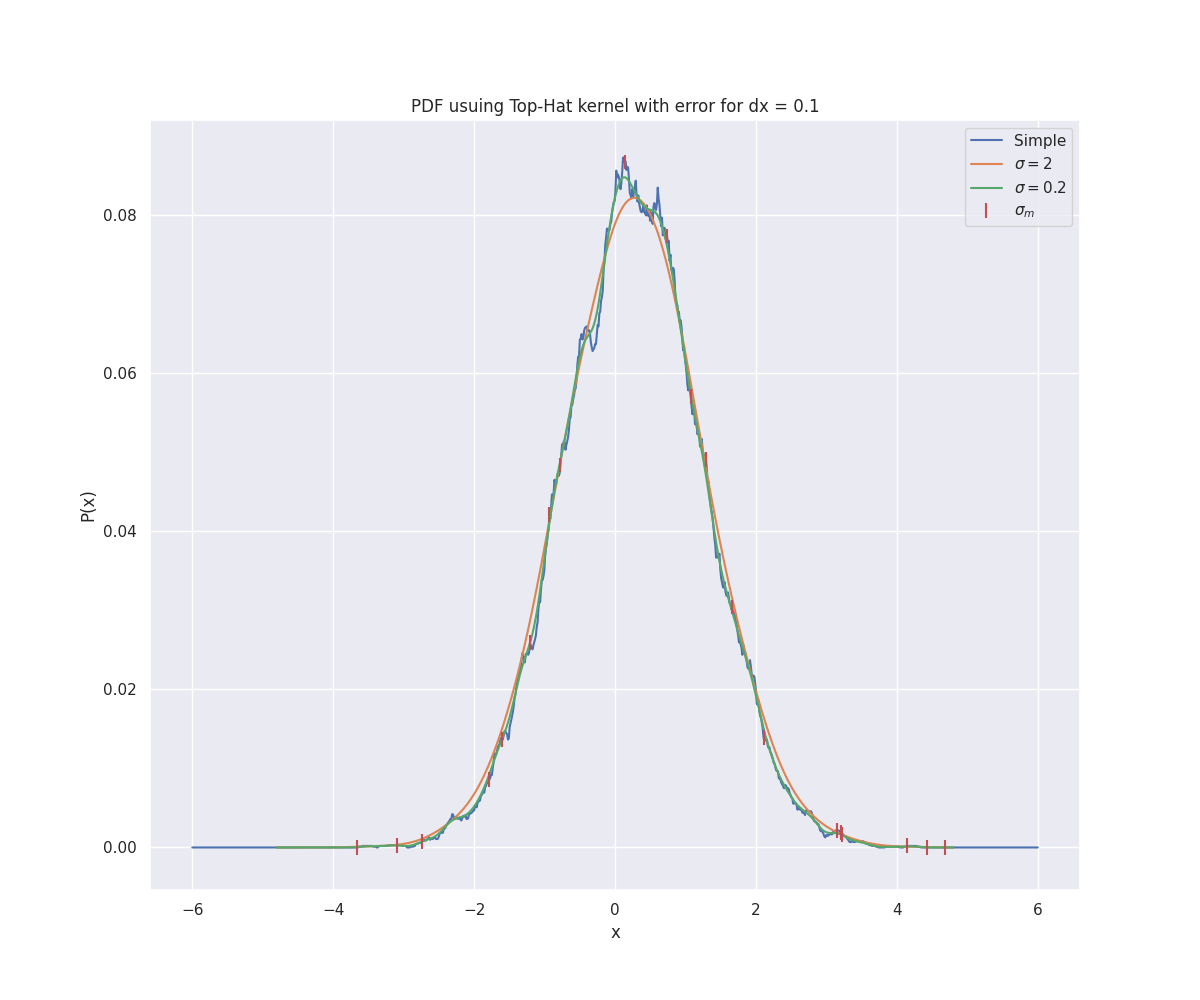 PDF usuing Top-Hat kernel with error for dx = 0.1
Simple
σ = 2
σ = 0.2
σₘ
P(x)
0.08
0.06
0.04
0.02
0.00
−6 −4 −2 0 2 4 6
x